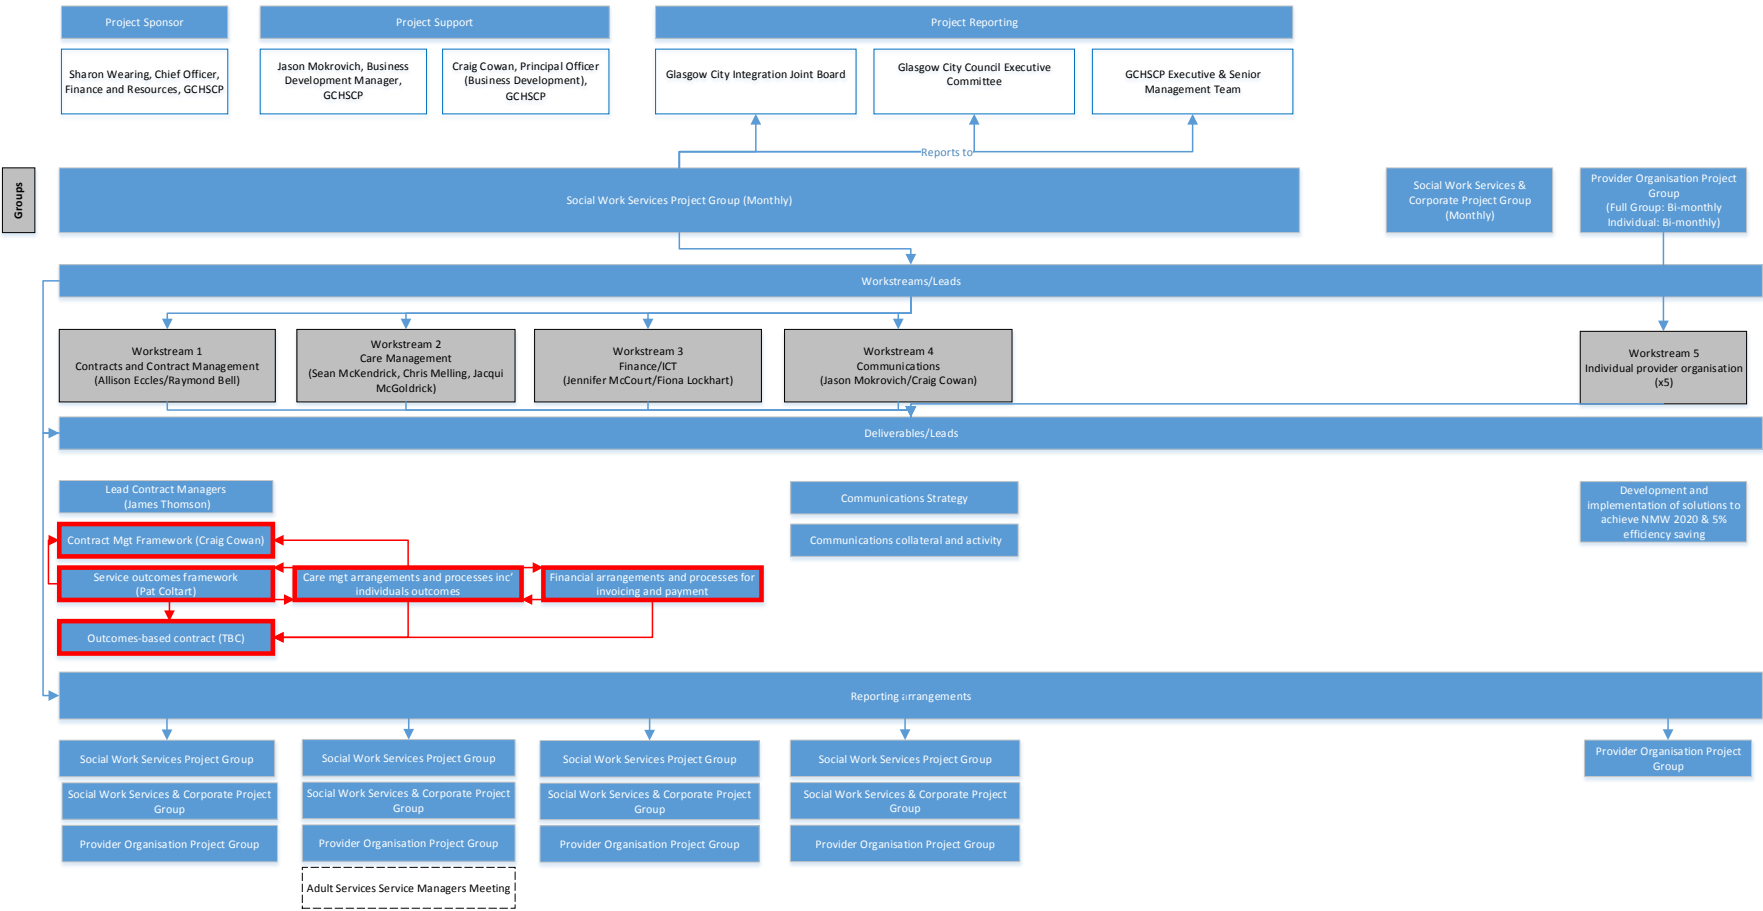 Project Sponsor
Project Support
Project Reporting
Sharon Wearing, Chief Officer,
Finance and Resources, GCHSCP
Jason Mokrovich, Business
Development Manager,
GCHSCP
Craig Cowan, Principal Officer
(Business Development),
GCHSCP
Glasgow City Integration Joint Board
Glasgow City Council Executive
Committee
GCHSCP Executive & Senior
Management Team
Reports to
Groups
Social Work Services Project Group (Monthly)
Social Work Services &
Corporate Project Group
(Monthly)
Provider Organisation Project
Group
(Full Group: Bi-monthly
Individual: Bi-monthly)
Workstreams/Leads
Workstream 1
Contracts and Contract Management
(Allison Eccles/Raymond Bell)
Workstream 2
Care Management
(Sean McKendrick, Chris Melling, Jacqui
McGoldrick)
Workstream 3
Finance/ICT
(Jennifer McCourt/Fiona Lockhart)
Workstream 4
Communications
(Jason Mokrovich/Craig Cowan)
Workstream 5
Individual provider organisation
(x5)
Deliverables/Leads
Lead Contract Managers
(James Thomson)
Communications Strategy
Development and
implementation of solutions to
achieve NMW 2020 & 5%
efficiency saving
Contract Mgt Framework (Craig Cowan)
Communications collateral and activity
Service outcomes framework
(Pat Coltart)
Care mgt arrangements and processes inc’
individuals outcomes
Financial arrangements and processes for
invoicing and payment
Outcomes-based contract (TBC)
Reporting arrangements
Social Work Services Project Group
Social Work Services Project Group
Social Work Services Project Group
Social Work Services Project Group
Provider Organisation Project
Group
Social Work Services & Corporate Project
Group
Social Work Services & Corporate Project
Group
Social Work Services & Corporate Project
Group
Social Work Services & Corporate Project
Group
Provider Organisation Project Group
Provider Organisation Project Group
Provider Organisation Project Group
Provider Organisation Project Group
Adult Services Service Managers Meeting